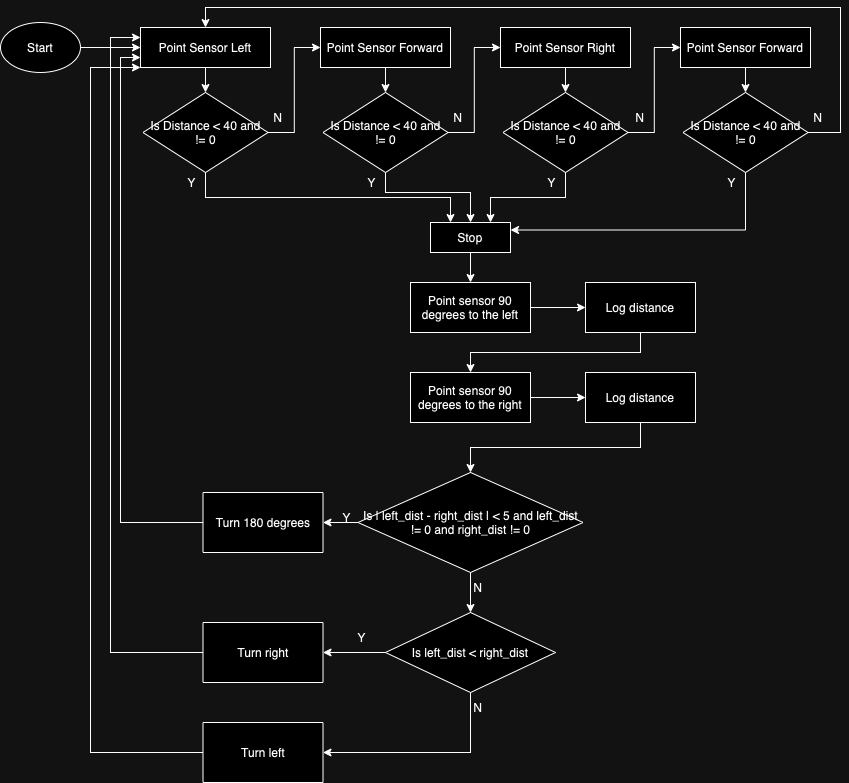 Start
Point Sensor Left
Point Sensor Forward
Point Sensor Right
Point Sensor Forward
Is Distance < 40 and
!= 0
N
Is Distance < 40 and
!= 0
N
Is Distance < 40 and
!= 0
N
Is Distance < 40 and
!= 0
N
Y
Y
Y
Y
Stop
Point sensor 90
degrees to the left
Log distance
Point sensor 90
degrees to the right
Log distance
Turn 180 degrees
Y
Is | left_dist - right_dist | < 5 and left_dist
!= 0 and right_dist != 0
N
Turn right
Y
Is left_dist < right_dist
N
Turn left